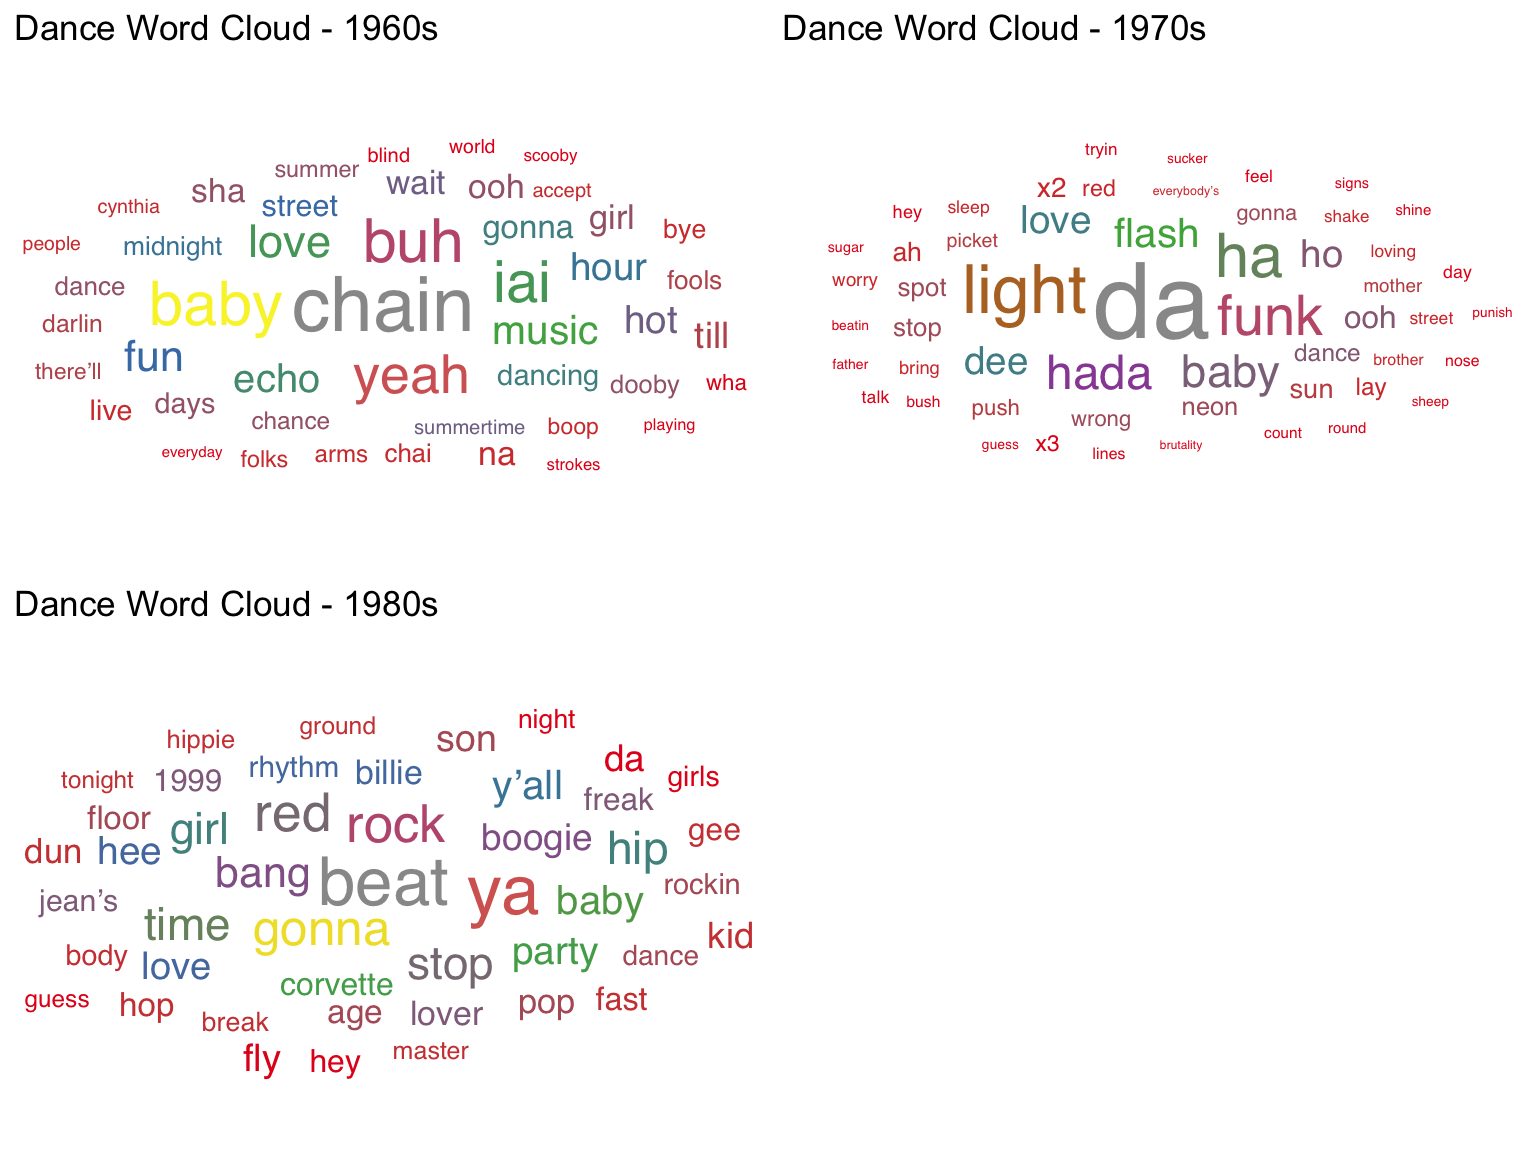 Dance Word Cloud - 1960s
blind world scooby
summer wait ooh accept
cynthia sha street girl
people midnight love buh gonna bye
dance baby chain iai hour fools
darlin music hot till
there'll fun echo yeah dancing dooby wha
live days chance summertime boop playing
everyday folks arms chai na strokes
Dance Word Cloud - 1970s
tryin sucker
x2 red everybody's feel signs
hey sleep love flash gonna shake shine
sugar ah picket ha ho loving
worry spot light da mother day
beatin stop funk ooh street punish
father bring dee hada baby dance brother nose
talk bush push neon sun lay sheep
wrong count round
guess x3 lines brutality
Dance Word Cloud - 1980s
hippie ground son night
tonight 1999 rhythm billie y'all da girls
floor girl red rock freak
dun hee boogie hip gee
jean's bang beat ya baby rockin
time gonna party kid
body love stop dance
guess hop corvette age lover pop fast
break
fly hey master